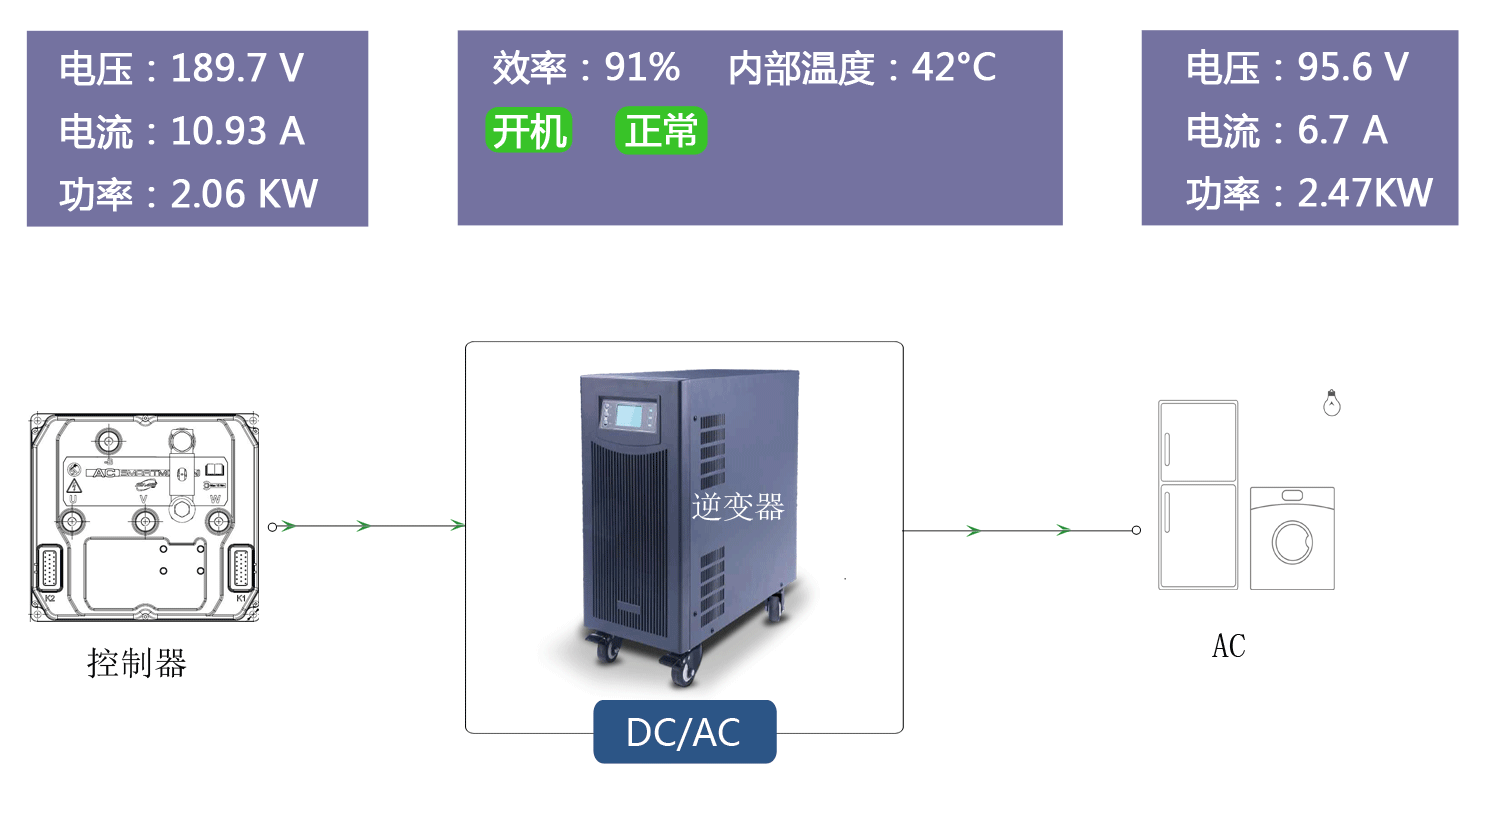 电压：189.7 V
电流：10.93 A
功率：2.06 KW
效率：91% 内部温度：42°C
开机 正常
电压：95.6 V
电流：6.7 A
功率：2.47KW
U V W
K2 K1
控制器
逆变器
DC/AC
AC